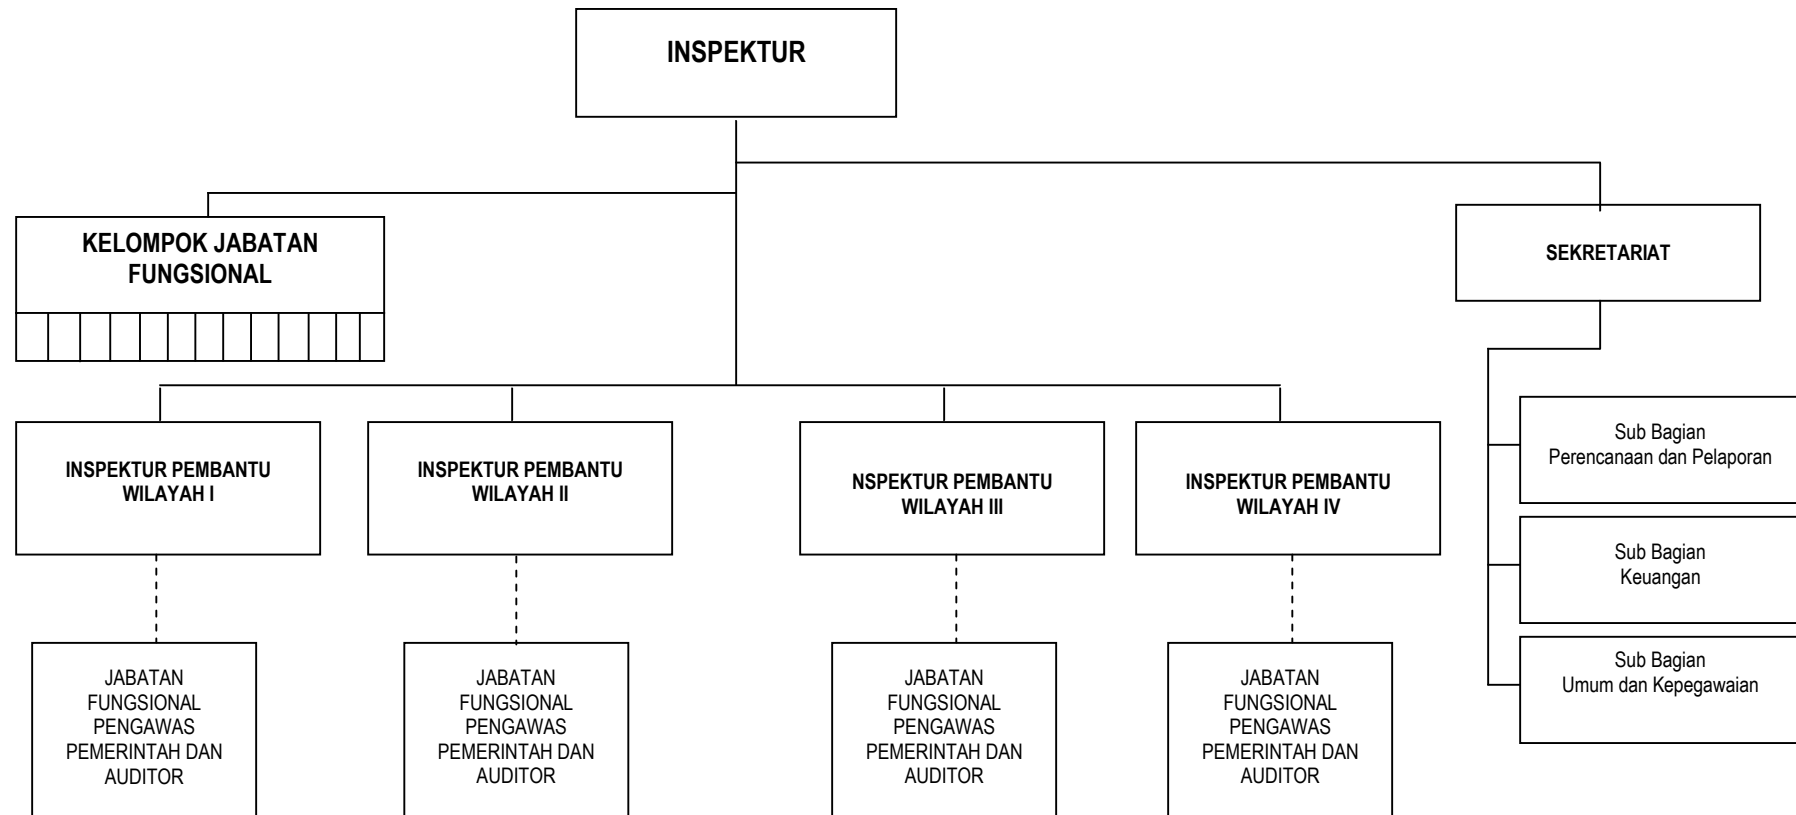 INSPEKTUR
KELOMPOK JABATAN
FUNGSIONAL
SEKRETARIAT
INSPEKTUR PEMBANTU
WILAYAH I
INSPEKTUR PEMBANTU
WILAYAH II
NSPEKTUR PEMBANTU
WILAYAH III
INSPEKTUR PEMBANTU
WILAYAH IV
Sub Bagian
Perencanaan dan Pelaporan
Sub Bagian
Keuangan
Sub Bagian
Umum dan Kepegawaian
JABATAN
FUNGSIONAL
PENGAWAS
PEMERINTAH DAN
AUDITOR
JABATAN
FUNGSIONAL
PENGAWAS
PEMERINTAH DAN
AUDITOR
JABATAN
FUNGSIONAL
PENGAWAS
PEMERINTAH DAN
AUDITOR
JABATAN
FUNGSIONAL
PENGAWAS
PEMERINTAH DAN
AUDITOR